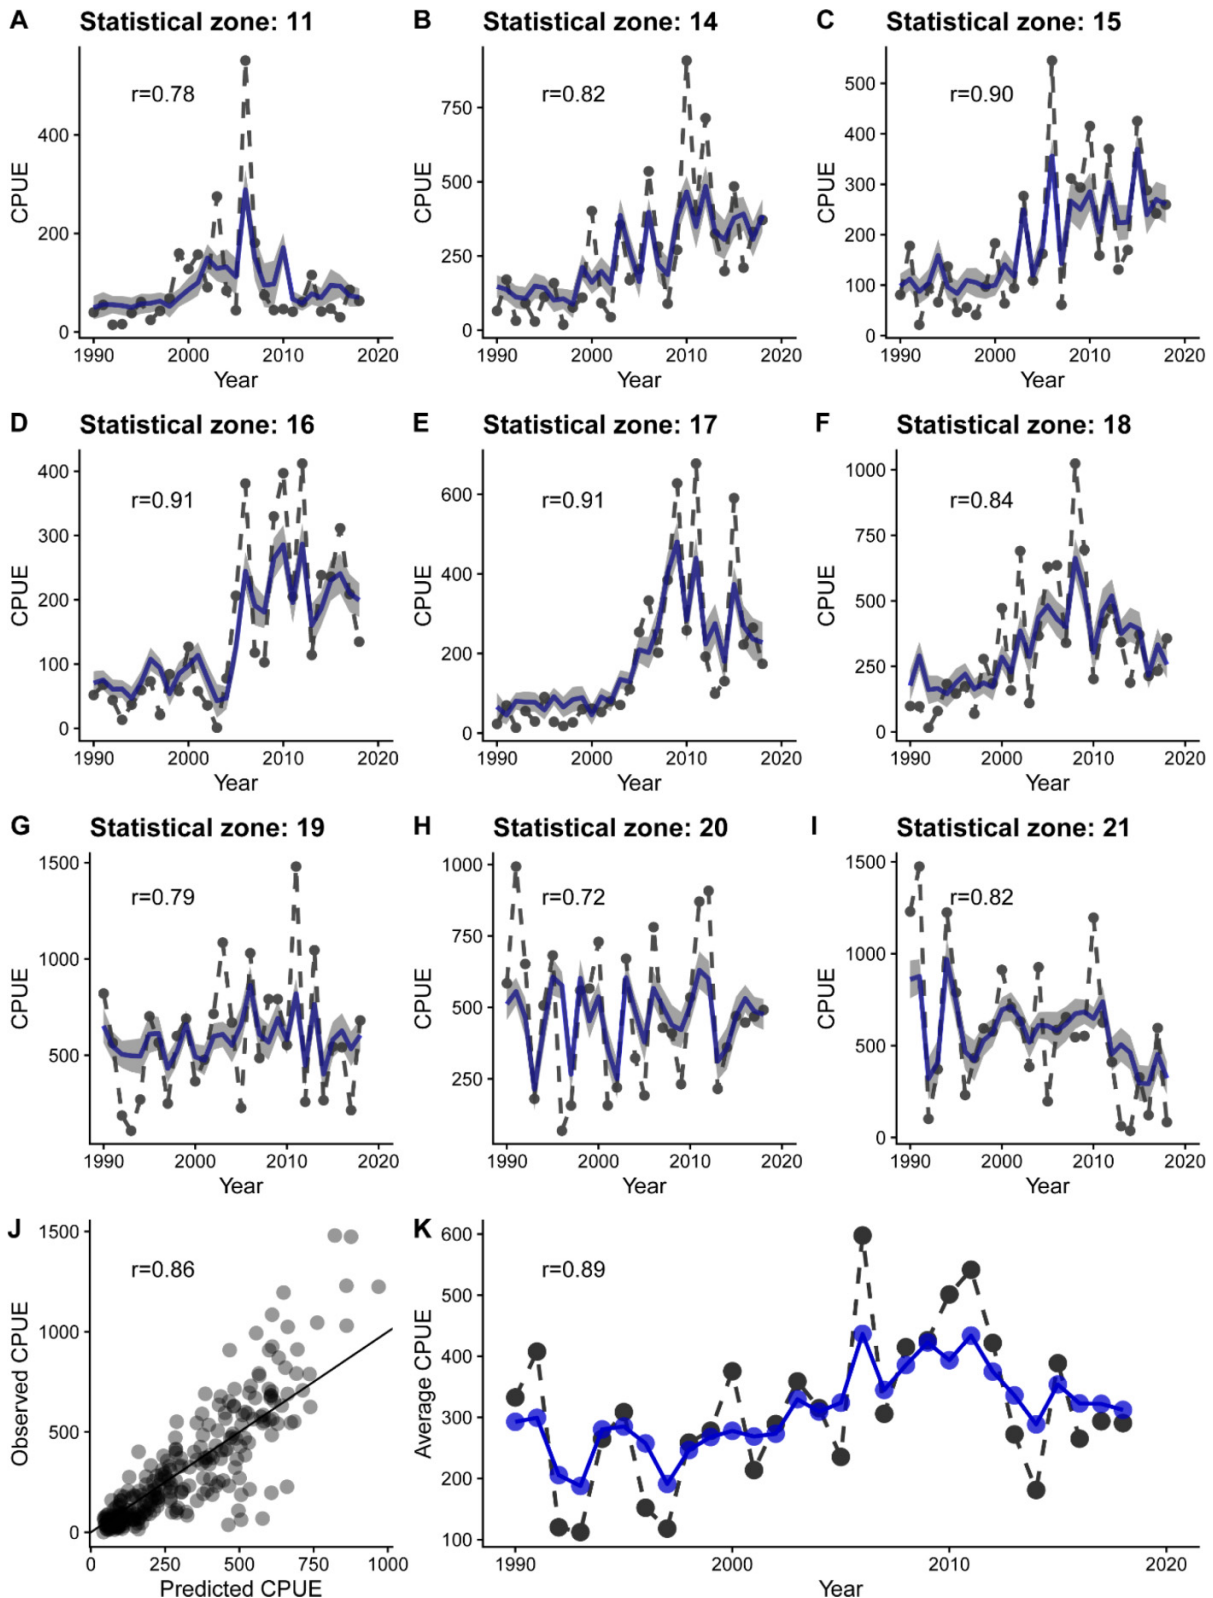 A Statistical zone: 11
r=0.78
CPUE
400
200
0
1990 2000 2010 2020
Year
B Statistical zone: 14
r=0.82
CPUE
750
500
250
0
1990 2000 2010 2020
Year
C Statistical zone: 15
r=0.90
CPUE
500
400
300
200
100
0
1990 2000 2010 2020
Year
D Statistical zone: 16
r=0.91
CPUE
400
300
200
100
0
1990 2000 2010 2020
Year
E Statistical zone: 17
r=0.91
CPUE
600
400
200
0
1990 2000 2010 2020
Year
F Statistical zone: 18
r=0.84
CPUE
1000
750
500
250
0
1990 2000 2010 2020
Year
G Statistical zone: 19
r=0.79
CPUE
1500
1000
500
1990 2000 2010 2020
Year
H Statistical zone: 20
r=0.72
CPUE
1000
750
500
250
1990 2000 2010 2020
Year
I Statistical zone: 21
r=0.82
CPUE
1500
1000
500
0
1990 2000 2010 2020
Year
J
r=0.86
Observed CPUE
1500
1000
500
0
0 250 500 750 1000
Predicted CPUE
K
r=0.89
Average CPUE
600
500
400
300
200
100
1990 2000 2010 2020
Year